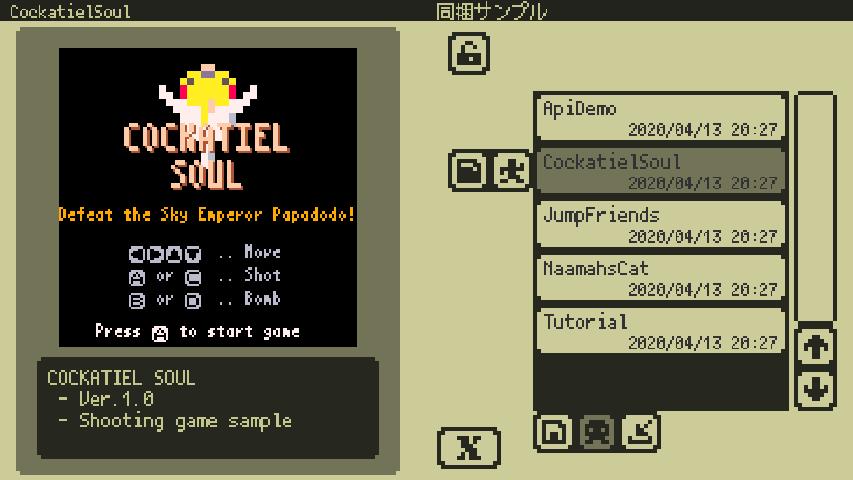 CockatielSoul
同梱サンプル
COCKATIEL
SOUL
Defeat the Sky Emperor Papadodo!
.. Move
A or C .. Shot
B or D .. Bomb
Press A to start game
COCKATIEL SOUL
- Ver.1.0
- Shooting game sample
ApiDemo
2020/04/13 20:27
CockatielSoul
2020/04/13 20:27
JumpFriends
2020/04/13 20:27
NaamahsCat
2020/04/13 20:27
Tutorial
2020/04/13 20:27
X